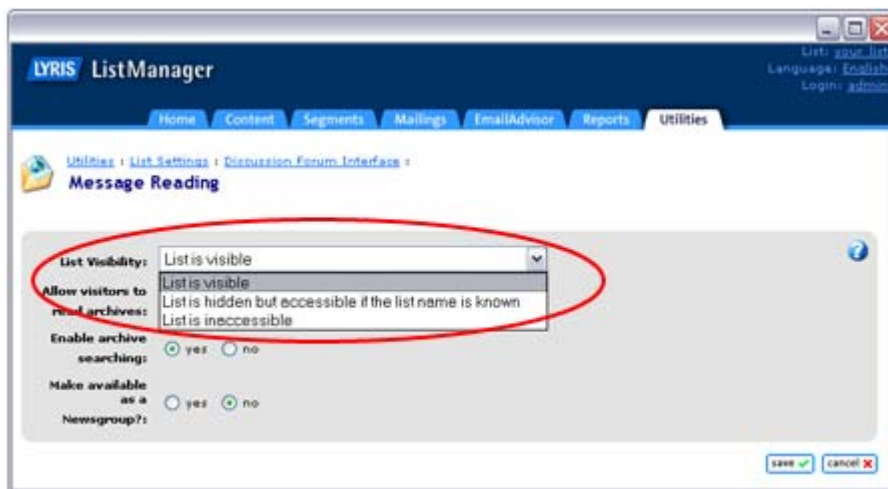 List: your_list
Language: English
Login: admin
LYRIS ListManager
Home Content Segments Mailings EmailAdvisor Reports Utilities
Utilities : List Settings : Discussion Forum Interface :
Message Reading
List Visibility: List is visible
List is visible
Allow visitors to
List is hidden but accessible if the list name is known
read archives:
List is inaccessible
Enable archive
searching:
yes no
Make available
as a
Newsgroup?:
yes no
save cancel